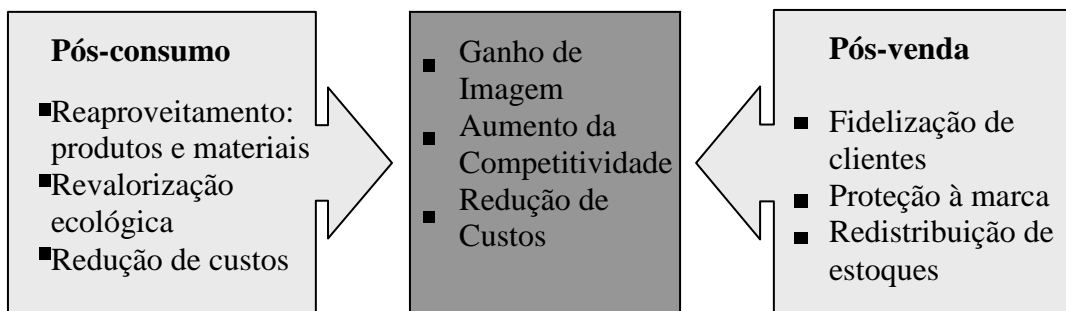 Pós-consumo
▪Reaproveitamento:
produtos e materiais
▪Revalorização
ecológica
▪Redução de custos
▪ Ganho de
Imagem
▪ Aumento da
Competitividade
▪ Redução de
Custos
Pós-venda
▪ Fidelização de
clientes
▪ Proteção à marca
▪ Redistribuição de
estoques